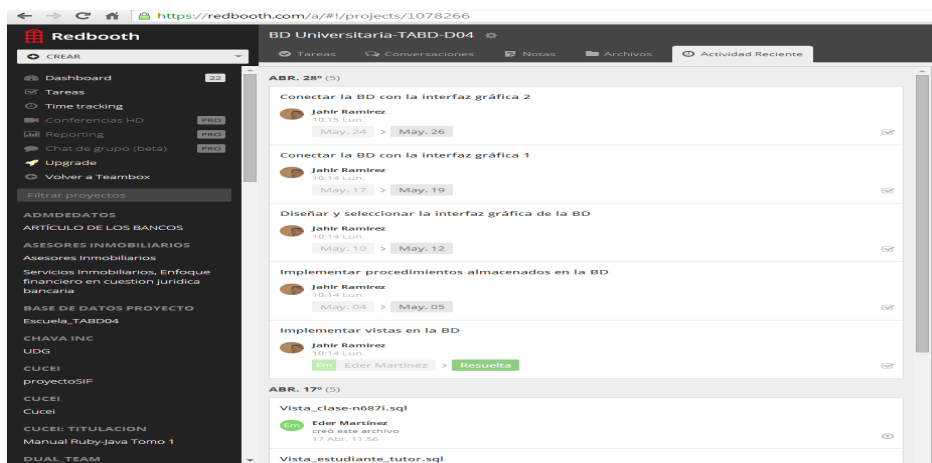 https://redbooth.com/a/#!/projects/1078266
Redbooth
CREAR
Dashboard 22
Tareas
Time tracking
Conferencias HD PRO
Reporting PRO
Chat de grupo (beta) PRO
Upgrade
Volver a Teambox
Filtrar proyectos
ADMDEDATOS
ARTÍCULO DE LOS BANCOS
ASESORES INMOBILIARIOS
Asesores Inmobiliarios
Servicios Inmobiliarios, Enfoque
financiero en cuestion juridica
bancaria
BASE DE DATOS PROYECTO
Escuela_TABD04
CHAVA INC
UDG
CUCEI
proyectoSIF
CUCEI
Cucei
CUCEI: TITULACION
Manual Ruby-Java Tomo 1
DUAL_TEAM
BD Universitaria-TABD-D04
Tareas Conversaciones Notas Archivos Actividad Reciente
ABR. 28º (5)
Conectar la BD con la interfaz gráfica 2
Jahir Ramirez
10:15 Lun.
May. 24 > May. 26
Conectar la BD con la interfaz gráfica 1
Jahir Ramirez
10:14 Lun.
May. 17 > May. 19
Diseñar y seleccionar la interfaz gráfica de la BD
Jahir Ramirez
10:14 Lun.
May. 10 > May. 12
Implementar procedimientos almacenados en la BD
Jahir Ramirez
10:14 Lun.
May. 04 > May. 05
Implementar vistas en la BD
Jahir Ramirez
10:14 Lun.
Em Eder Martínez > Resuelta
ABR. 17º (5)
Vista_clase-n687i.sql
Em Eder Martínez
creó este archivo
17 Abr. 11:56
Vista_estudiante_tutor.sql